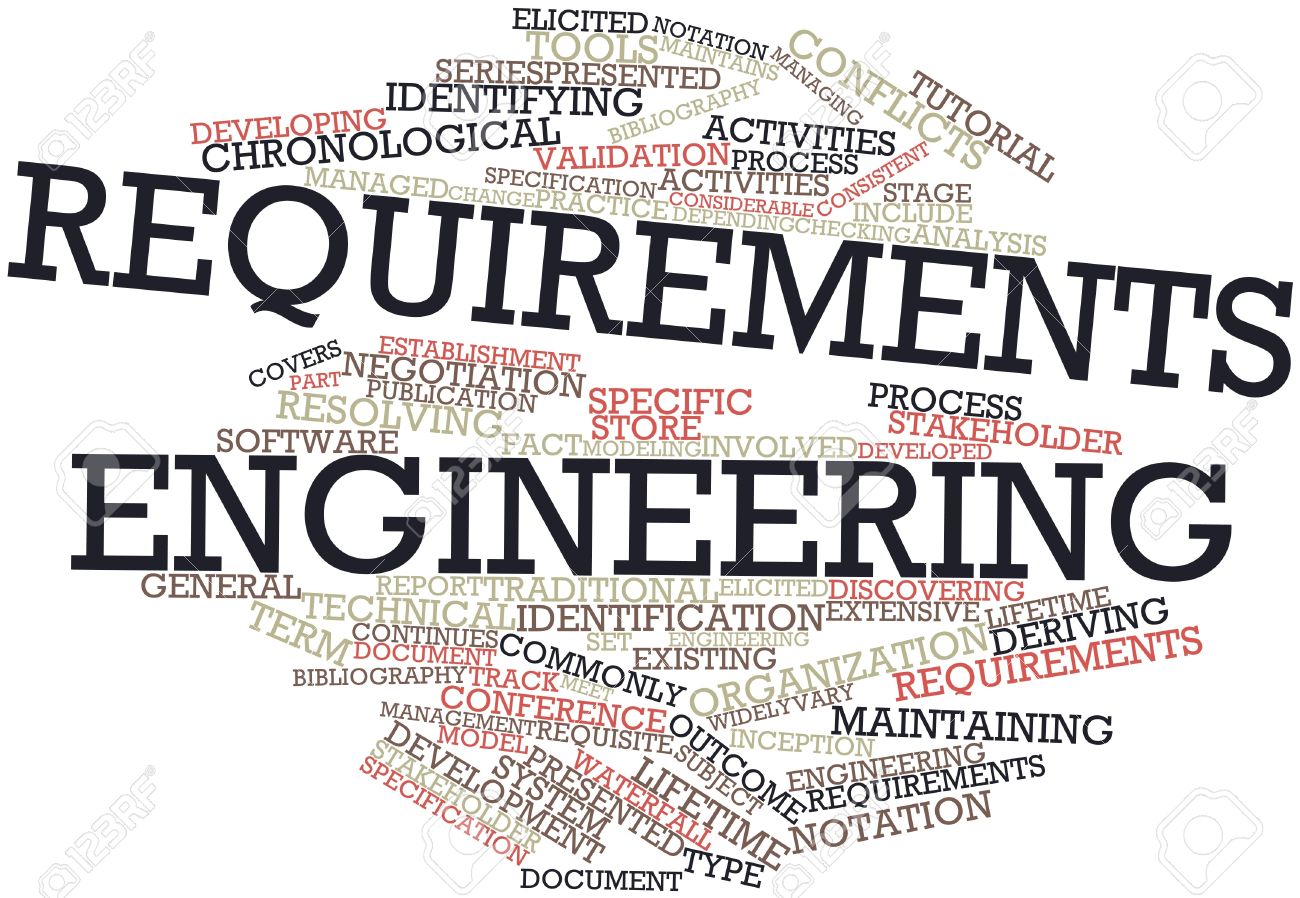 ELICITED NOTATION
TOOLS MAINTAINS CONFLICTS
SERIES PRESENTED MANAGING TUTORIAL
IDENTIFYING BIBLIOGRAPHY
DEVELOPING ACTIVITIES
CHRONOLOGICAL VALIDATION PROCESS CONSISTENT
MANAGED SPECIFICATION ACTIVITIES STAGE
CHANGE PRACTICE CONSIDERABLE INCLUDE
DEPENDING CHECKING ANALYSIS
REQUIREMENTS
COVERS ESTABLISHMENT
PART NEGOTIATION
PUBLICATION SPECIFIC PROCESS
RESOLVING STORE STAKEHOLDER
SOFTWARE FACT MODELING INVOLVED DEVELOPED
ENGINEERING
GENERAL REPORT TRADITIONAL ELICITED DISCOVERING
TERM TECHNICAL IDENTIFICATION EXTENSIVE LIFETIME
CONTINUES SET ENGINEERING DERIVING
DOCUMENT COMMONLY EXISTING ORGANIZATION REQUIREMENTS
BIBLIOGRAPHY TRACK MEET
CONFERENCE WIDELY VARY
MANAGEMENT REQUISITE OUTCOME MAINTAINING
MODEL SUBJECT INCEPTION
DEVELOPMENT PRESENTED WATERFALL LIFETIME ENGINEERING
STAKEHOLDER SYSTEM REQUIREMENTS
SPECIFICATION NOTATION
TYPE
DOCUMENT
123RF